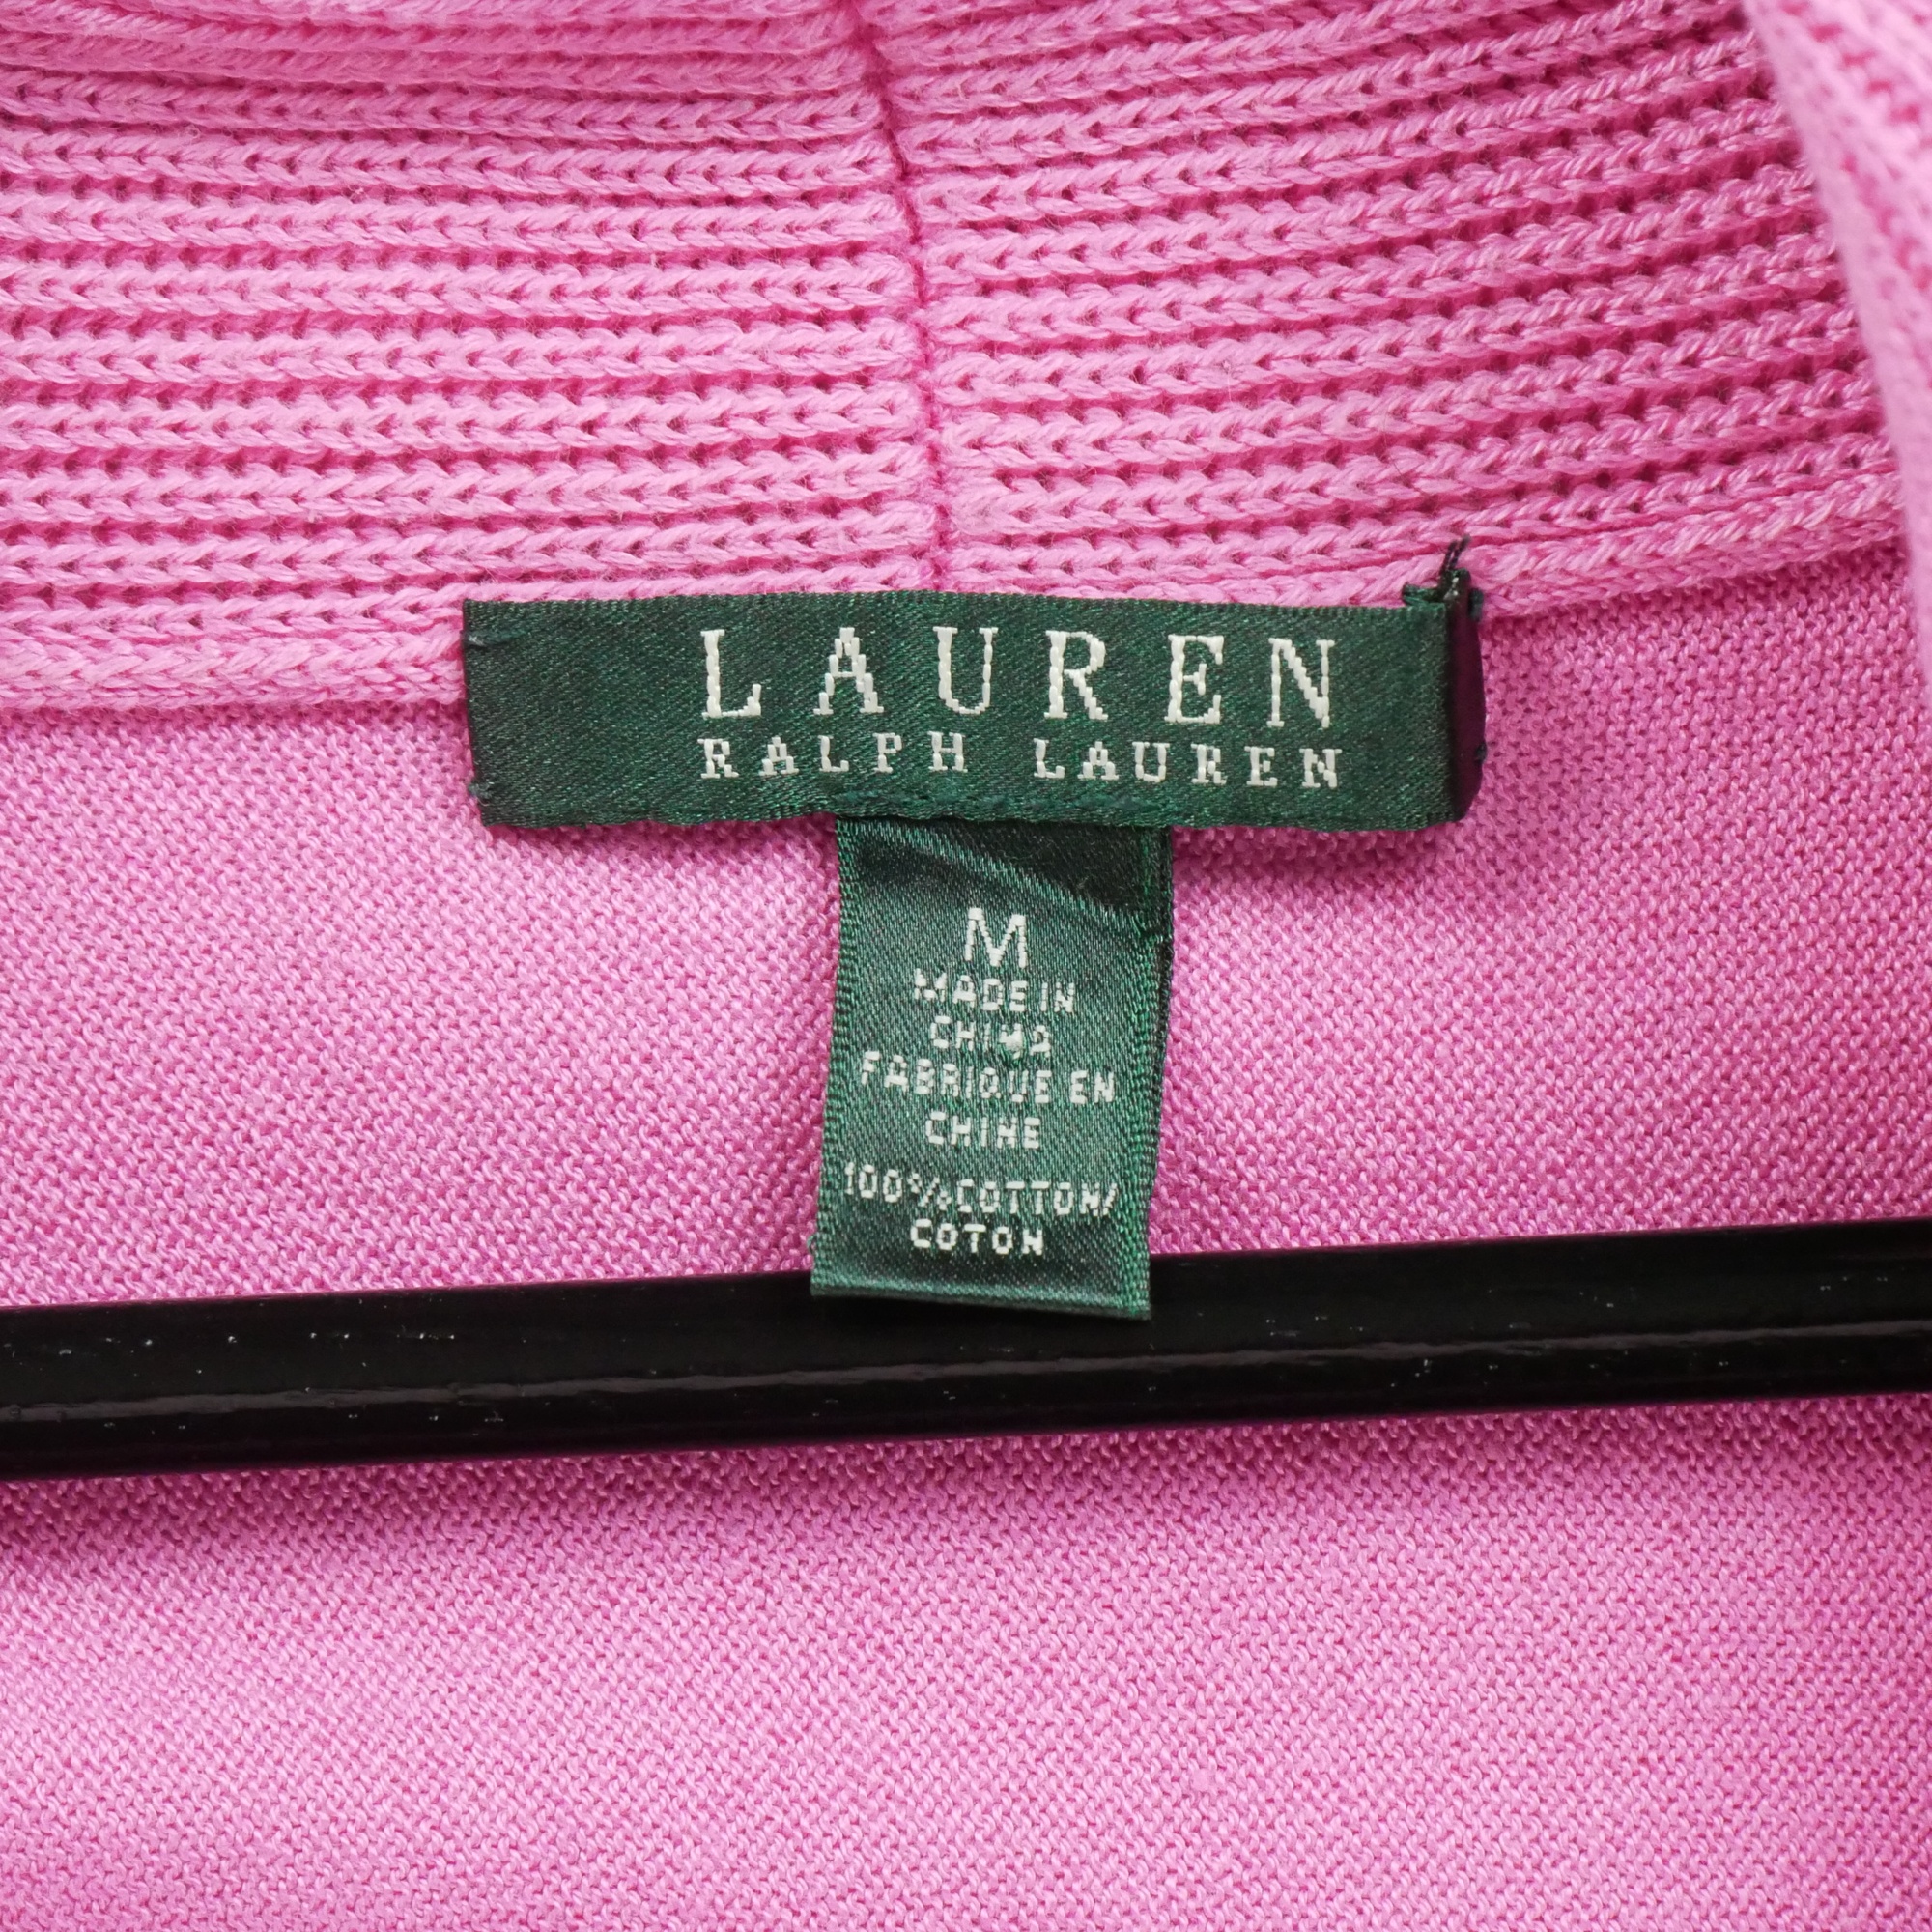 LAUREN
RALPH LAUREN
M
MADE IN
CHINA
FABRIQUE EN
CHINE
100% COTTON/
COTON